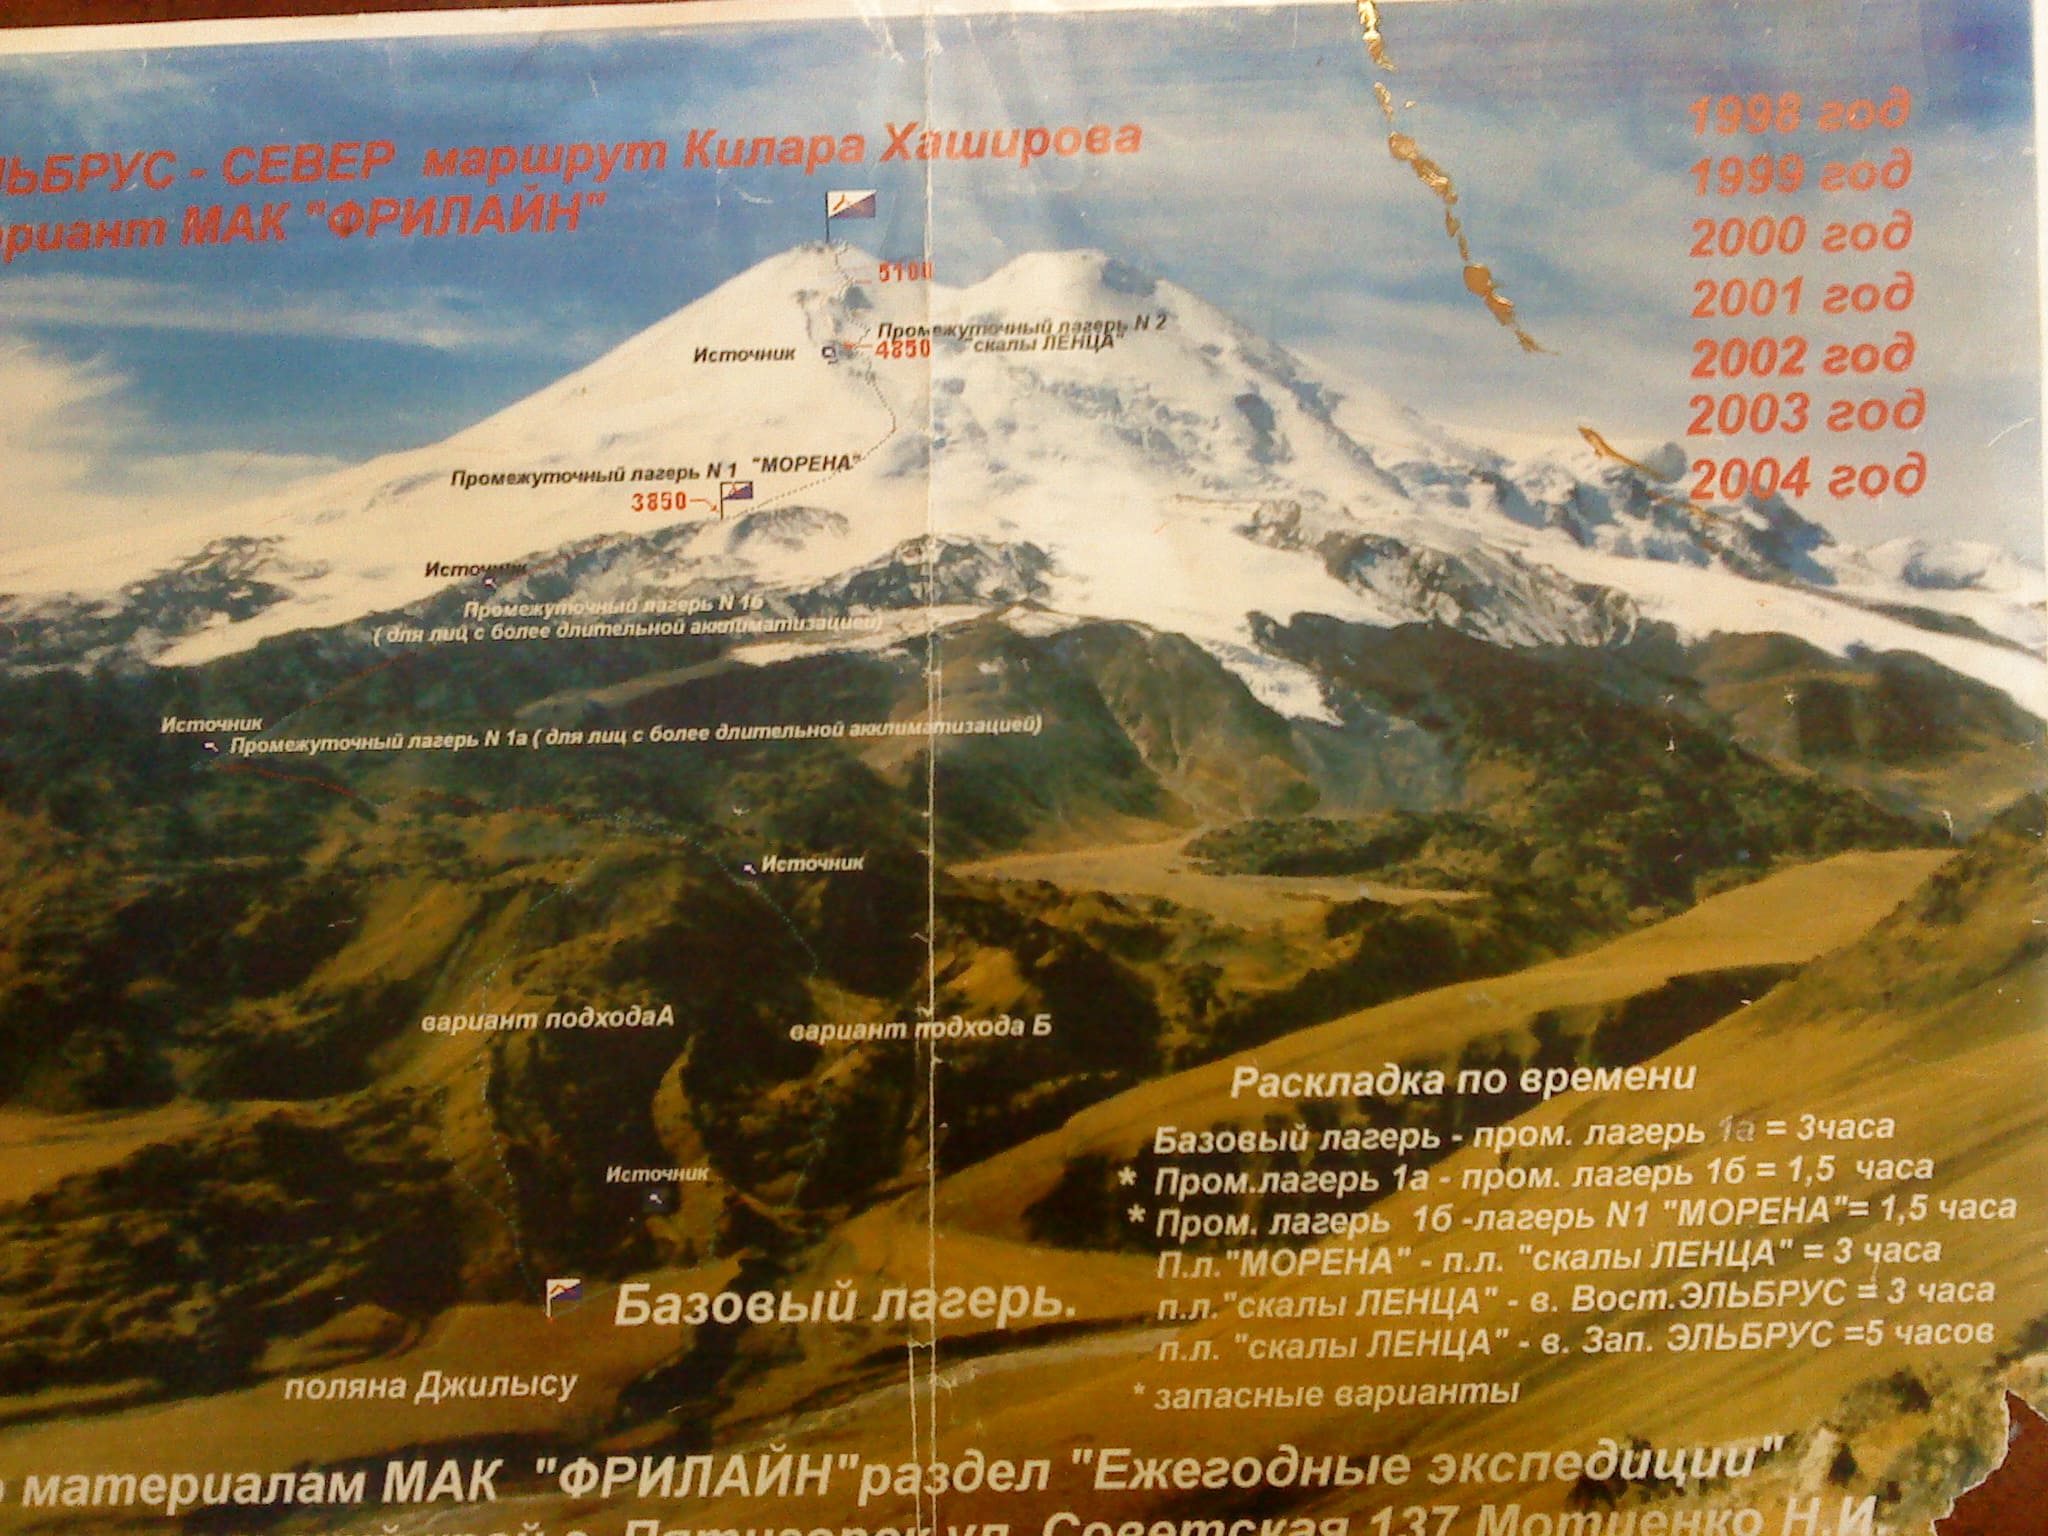 ЛЬБРУС - СЕВЕР маршрут Килара Хаширова
ариант МАК "ФРИЛАЙН"
1998 год
1999 год
2000 год
2001 год
2002 год
2003 год
2004 год
5100
Промежуточный лагерь N 2
"скалы ЛЕНЦА"
Источник
4850
Промежуточный лагерь N 1 "МОРЕНА"
3850
Источник
Промежуточный лагерь N 1б
( для лиц с более длительной акклиматизацией)
Источник
Промежуточный лагерь N 1а ( для лиц с более длительной акклиматизацией)
Источник
вариант подходаА
вариант подхода Б
Источник
Базовый лагерь.
поляна Джилысу
Раскладка по времени
Базовый лагерь - пром. лагерь 1а = 3часа
* Пром.лагерь 1а - пром. лагерь 1б = 1,5 часа
* Пром. лагерь 1б -лагерь N1 "МОРЕНА"= 1,5 часа
П.л."МОРЕНА" - п.л. "скалы ЛЕНЦА" = 3 часа
п.л."скалы ЛЕНЦА" - в. Вост.ЭЛЬБРУС = 3 часа
п.л. "скалы ЛЕНЦА" - в. Зап. ЭЛЬБРУС =5 часов
* запасные варианты
о материалам МАК "ФРИЛАЙН"раздел "Ежегодные экспедиции"
край г. Пятигорск ул. Советская 137 Мотиенко Н.И.